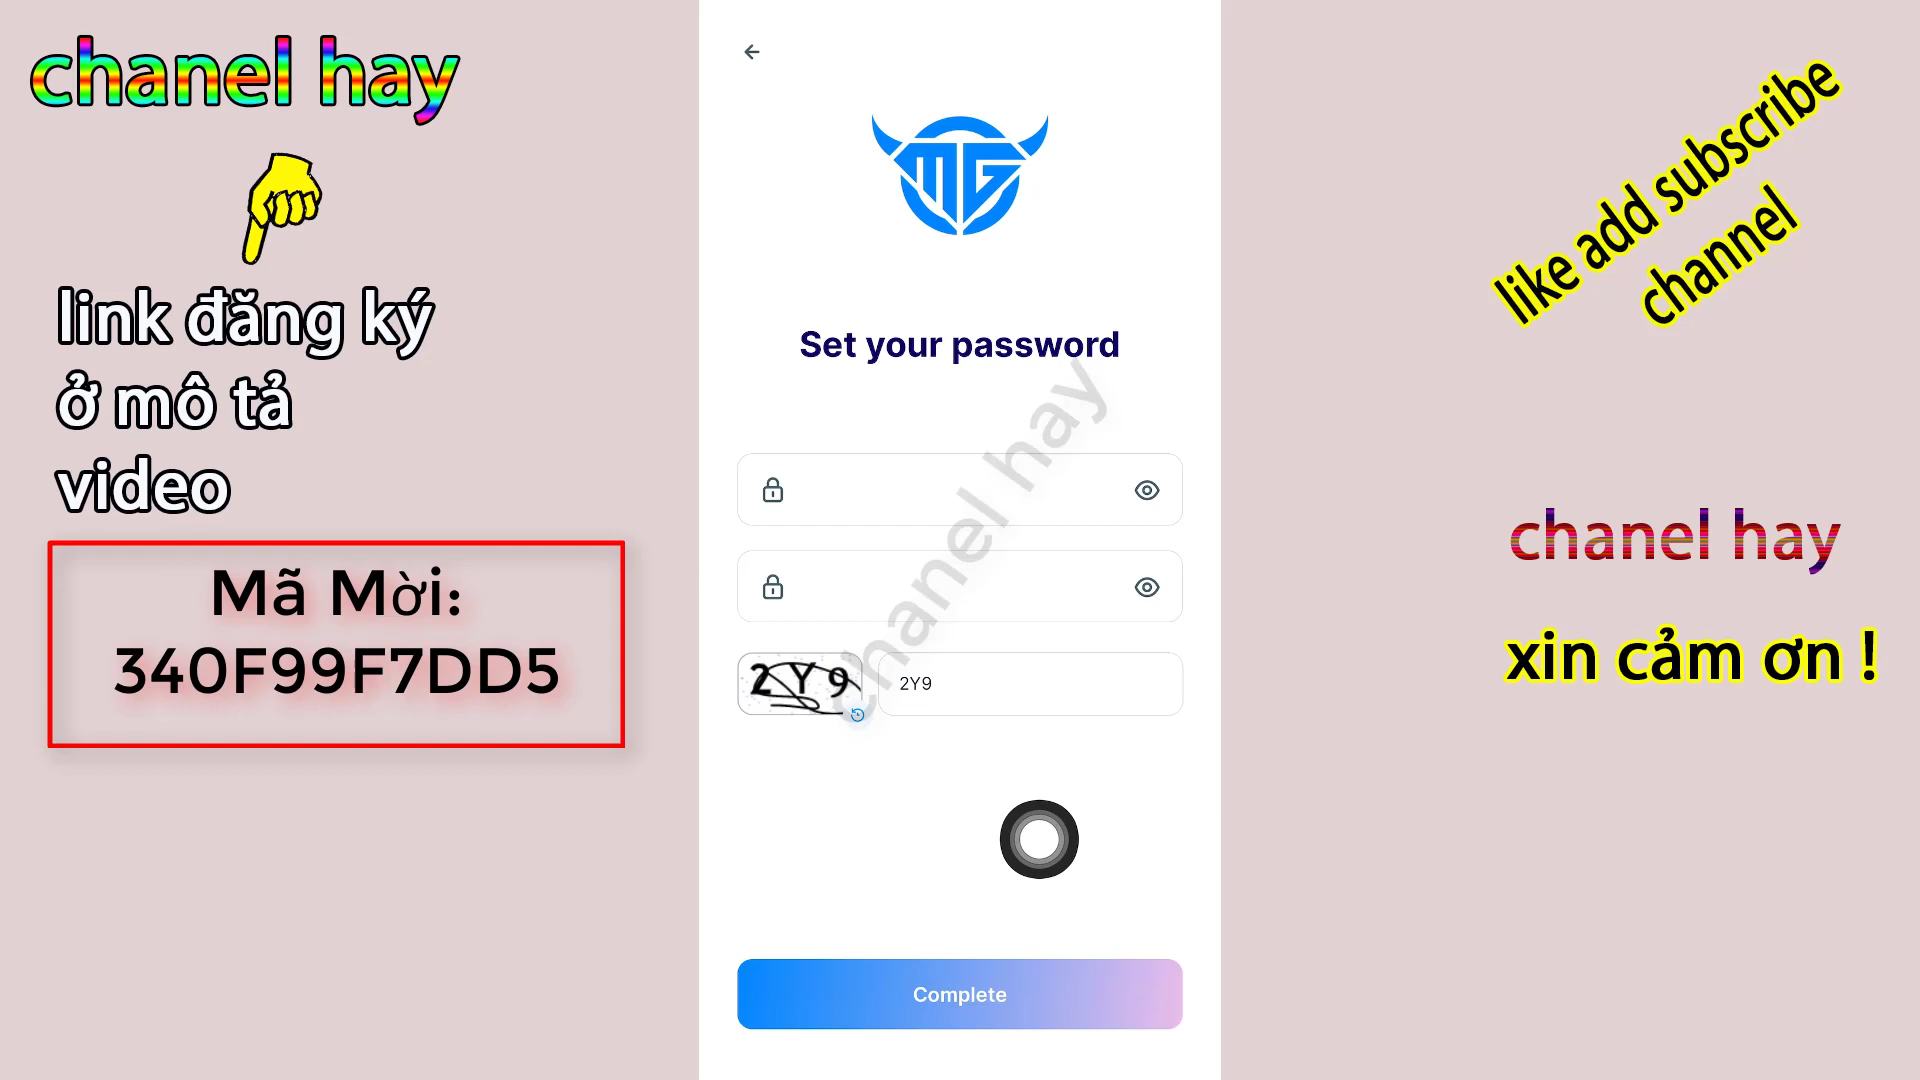 chanel hay
link đăng ký
ở mô tả
video
Mã Mời:
340F99F7DD5
MG
Set your password
chanel hay
2Y9
2Y9
Complete
like add subscribe
channel
chanel hay
xin cảm ơn !